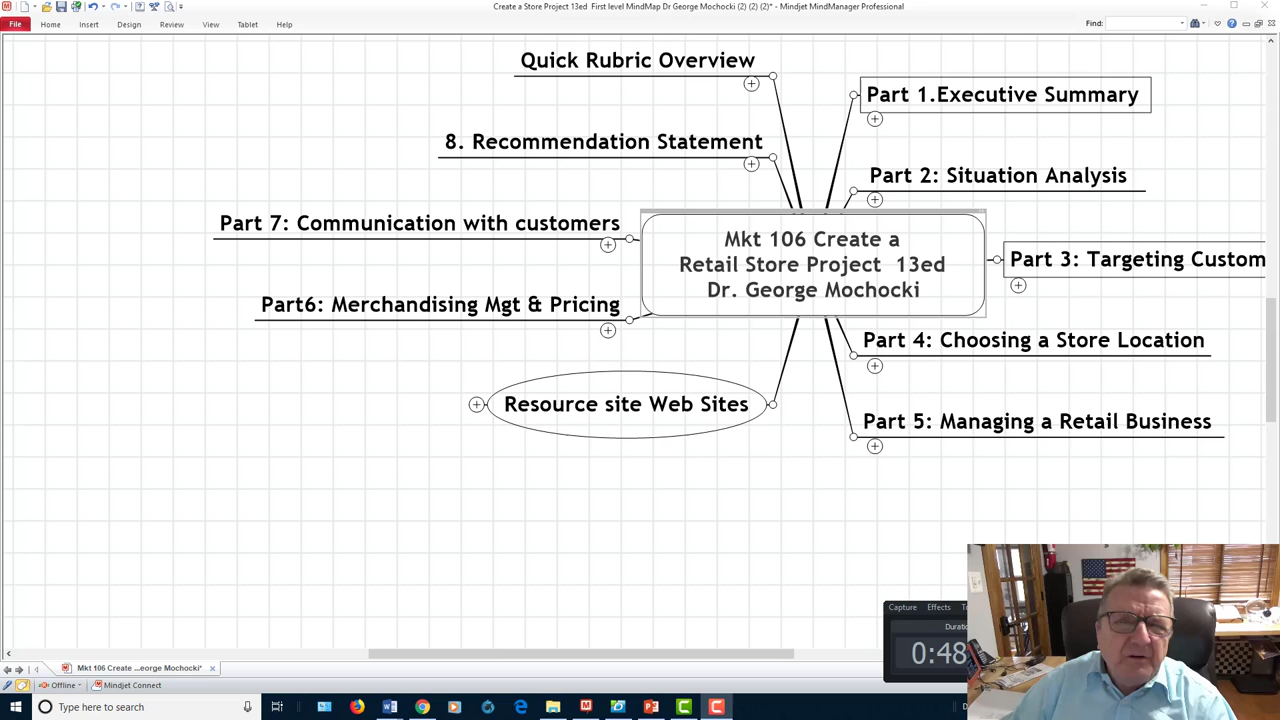 Create a Store Project 13ed  First level MindMap Dr George Mochocki (2) (2) (2)* - Mindjet MindManager Professional
File Home Insert Design Review View Tablet Help Find:
Quick Rubric Overview
8. Recommendation Statement
Part 7: Communication with customers
Part6: Merchandising Mgt & Pricing
Resource site Web Sites
Mkt 106 Create a
Retail Store Project  13ed
Dr. George Mochocki
Part 1.Executive Summary
Part 2: Situation Analysis
Part 3: Targeting Custom
Part 4: Choosing a Store Location
Part 5: Managing a Retail Business
Capture Effects T
Duratio
0:48
Mkt 106 Create ...eorge Mochocki*
Offline Mindjet Connect
Type here to search